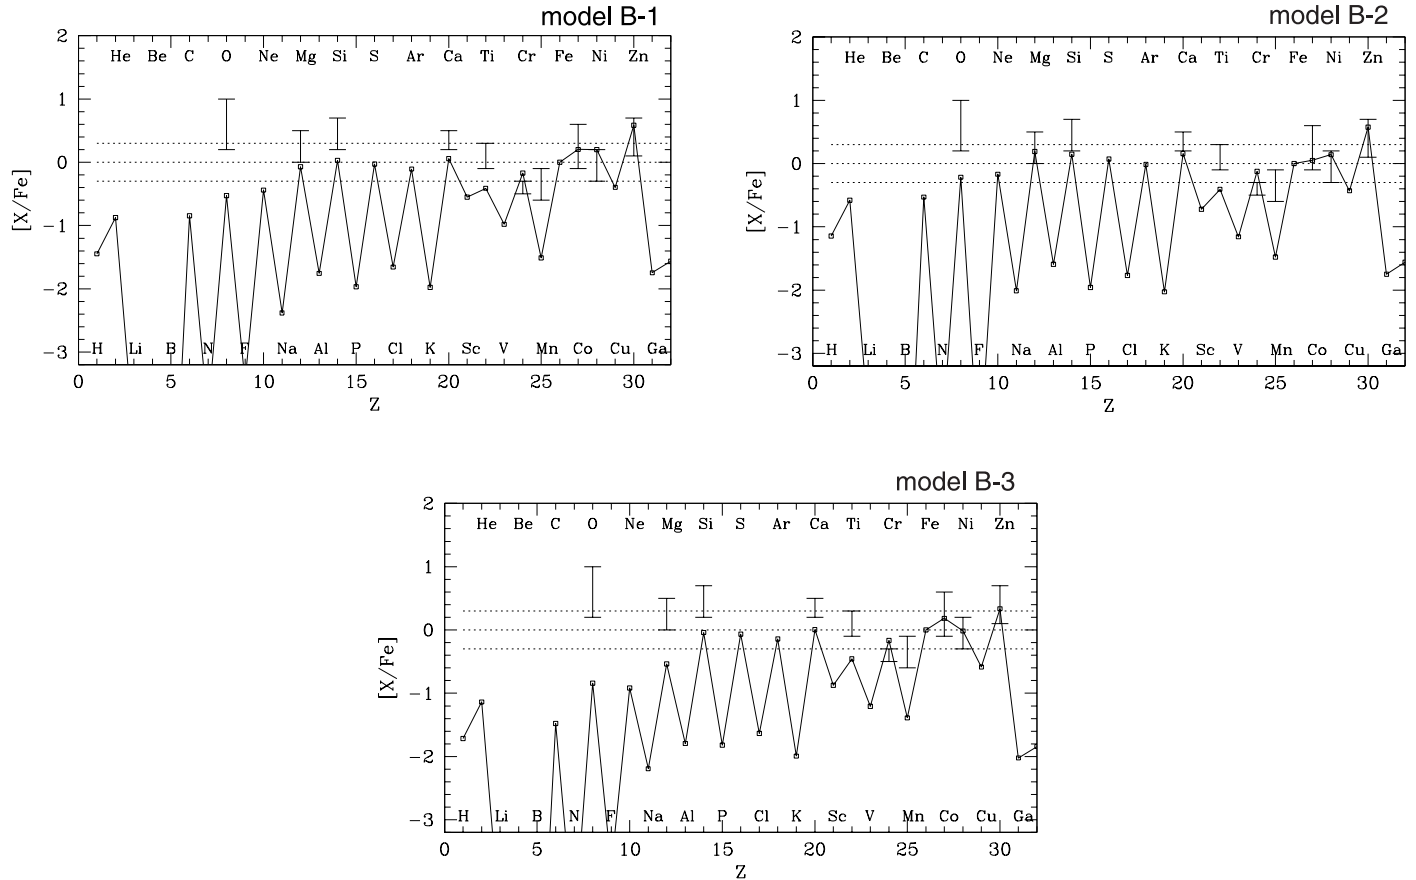 model B-1
2
He Be C O Ne Mg Si S Ar Ca Ti Cr Fe Ni Zn
1
0
[X/Fe]
−1
−2
−3
H Li B N F Na Al P Cl K Sc V Mn Co Cu Ga
0 5 10 15 20 25 30
Z
model B-2
2
He Be C O Ne Mg Si S Ar Ca Ti Cr Fe Ni Zn
1
0
[X/Fe]
−1
−2
−3
H Li B N F Na Al P Cl K Sc V Mn Co Cu Ga
0 5 10 15 20 25 30
Z
model B-3
2
He Be C O Ne Mg Si S Ar Ca Ti Cr Fe Ni Zn
1
0
[X/Fe]
−1
−2
−3
H Li B N F Na Al P Cl K Sc V Mn Co Cu Ga
0 5 10 15 20 25 30
Z